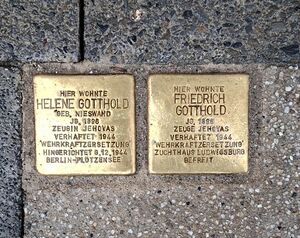 HIER WOHNTE
HELENE GOTTHOLD
GEB. NIESWAND
JG. 1896
ZEUGIN JEHOVAS
VERHAFTET 1944
'WEHRKRAFTZERSETZUNG'
HINGERICHTET 8.12.1944
BERLIN-PLÖTZENSEE
HIER WOHNTE
FRIEDRICH
GOTTHOLD
JG.
ZEUGE JEHOVAS
VERHAFTET 1944
'WEHRKRAFTZERSETZUNG'
ZUCHTHAUS LUDWIGSBURG
BEFREIT